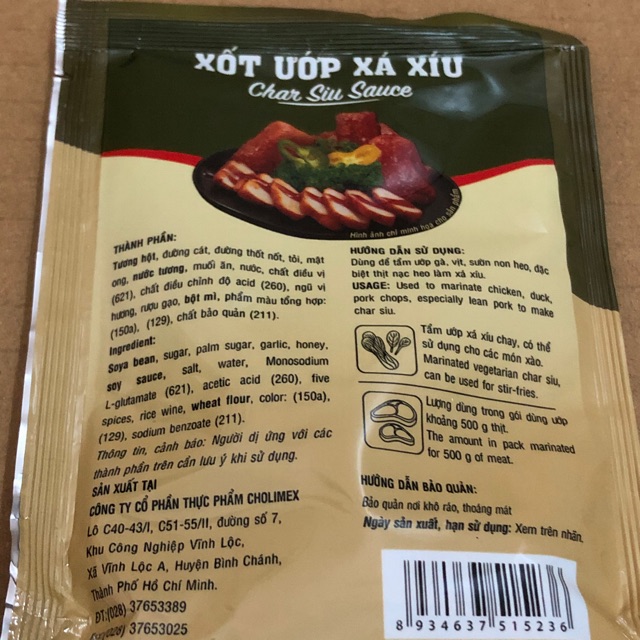 XỐT ƯỚP XÁ XÍU
Char Siu Sauce
Hình ảnh chỉ minh hoạ cho sản phẩm
THÀNH PHẦN:
Tương hột, đường cát, đường thốt nốt, tỏi, mật
ong, nước tương, muối ăn, nước, chất điều vị
(621), chất điều chỉnh độ acid (260), ngũ vị
hương, rượu gạo, bột mì, phẩm màu tổng hợp:
(150a), (129), chất bảo quản (211).
Ingredient:
Soya bean, sugar, palm sugar, garlic, honey,
soy sauce, salt, water, Monosodium
L-glutamate (621), acetic acid (260), five
spices, rice wine, wheat flour, color: (150a),
(129), sodium benzoate (211).
Thông tin, cảnh báo: Người dị ứng với các
thành phần trên cần lưu ý khi sử dụng.
SẢN XUẤT TẠI
CÔNG TY CỔ PHẦN THỰC PHẨM CHOLIMEX
Lô C40-43/I, C51-55/II, đường số 7,
Khu Công Nghiệp Vĩnh Lộc,
Xã Vĩnh Lộc A, Huyện Bình Chánh,
Thành Phố Hồ Chí Minh.
ĐT:(028) 37653389
37653025
HƯỚNG DẪN SỬ DỤNG:
Dùng để tẩm ướp gà, vịt, sườn non heo, đặc
biệt thịt nạc heo làm xá xíu.
USAGE: Used to marinate chicken, duck,
pork chops, especially lean pork to make
char siu.
Tẩm ướp xá xíu chay, có thể
sử dụng cho các món xào.
Marinated vegetarian char siu,
can be used for stir-fries.
Lượng dùng trong gói dùng ướp
khoảng 500 g thịt.
The amount in pack marinated
for 500 g of meat.
HƯỚNG DẪN BẢO QUẢN:
Bảo quản nơi khô ráo, thoáng mát
Ngày sản xuất, hạn sử dụng: Xem trên nhãn.
8 934637 515236